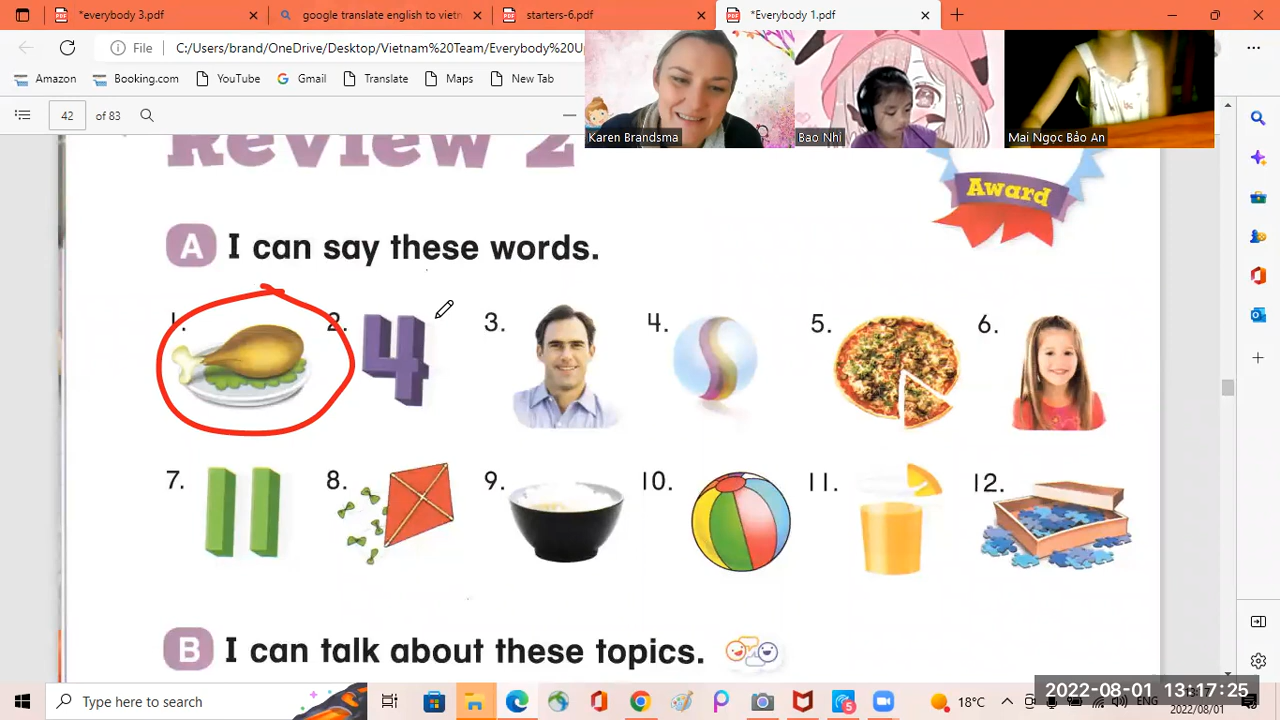 *everybody 3.pdf
google translate to vietn
starters-6.pdf
*Everybody 1.pdf
File
C:/Users/brand/OneDrive/Desktop/Vietnam%20Team/Everybody%20U
Amazon
Booking.com
YouTube
Gmail
Translate
Maps
New Tab
42 of 83
Karen Brandsma
Bao Nhi
Mai Ngọc Bảo An
Review 2
Award
A I can say these words.
1. 2. 4 3. 4. 5. 6.
7. 11 8. 9. 10. 11. 12.
B I can talk about these topics.
Type here to search
5
18°C
ENG
2022-08-01 13:17:25
2022/08/01